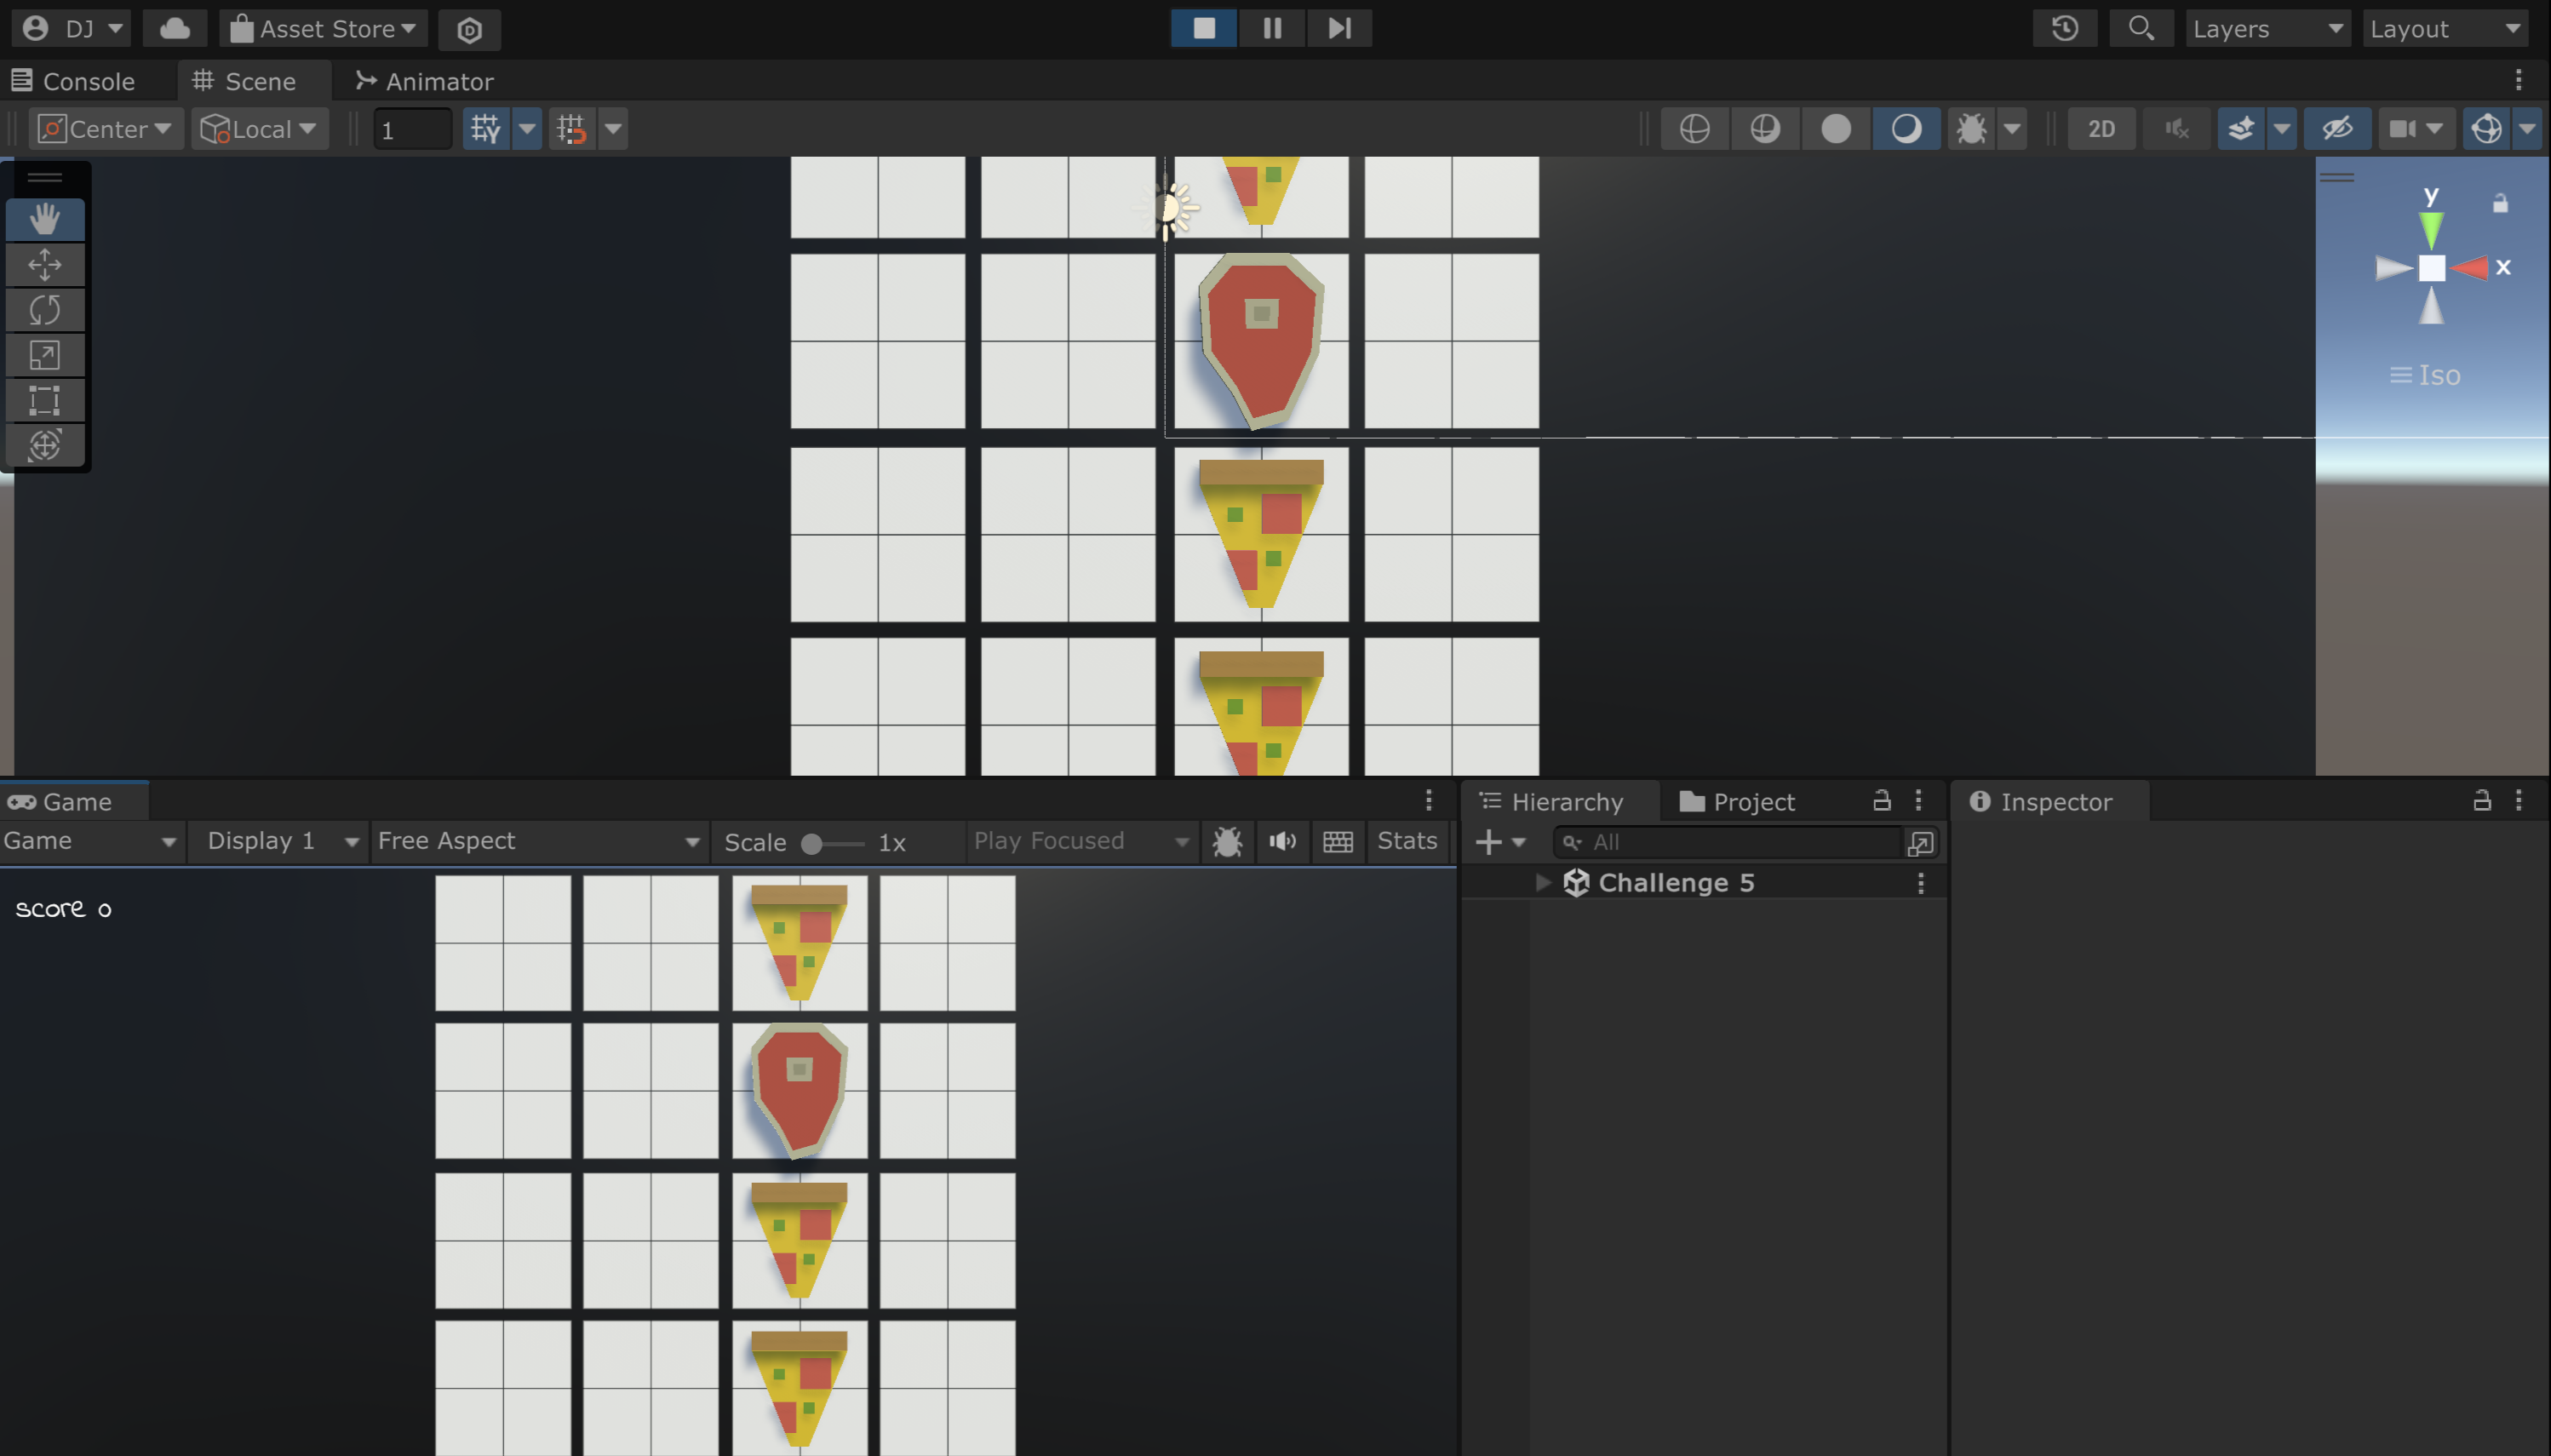 DJ
Asset Store
Layers
Layout
Console
Scene
Animator
Center
Local
1
2D
y
x
Iso
Game
Hierarchy
Project
Inspector
Game
Display 1
Free Aspect
Scale
1x
Play Focused
Stats
All
Challenge 5
score 0